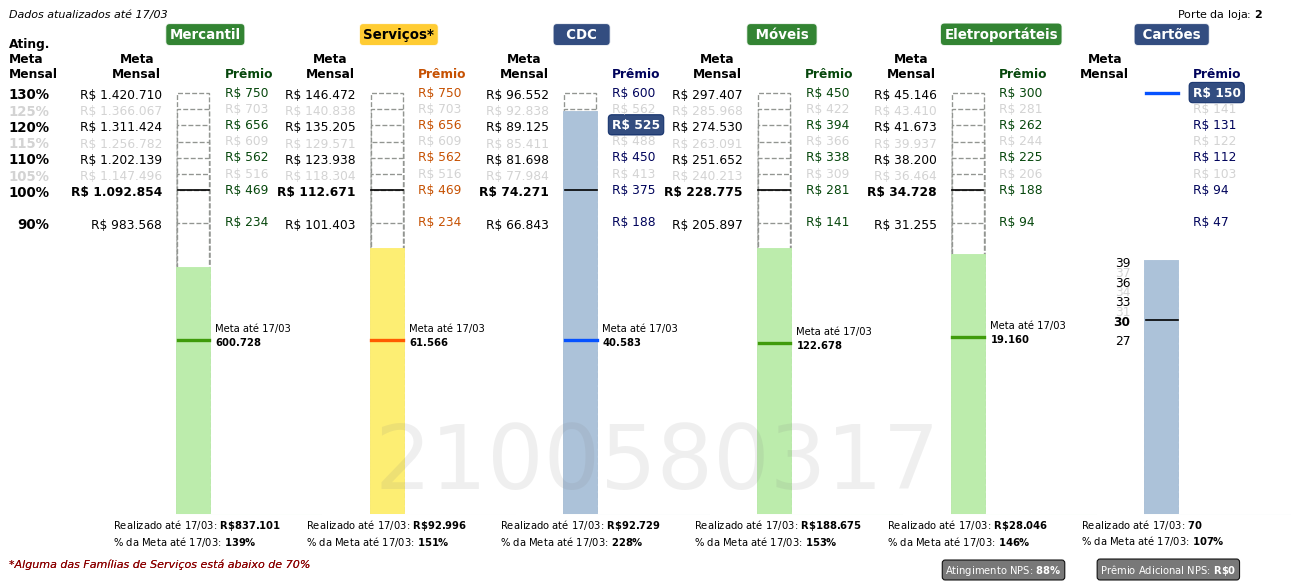 Dados atualizados até 17/03
Porte da loja: 2
Mercantil Serviços* CDC Móveis Eletroportáteis Cartões
Ating. Meta Mensal
Meta Mensal Prêmio Meta Mensal Prêmio Meta Mensal Prêmio Meta Mensal Prêmio Meta Mensal Prêmio Meta Mensal Prêmio
130% R$ 1.420.710 R$ 750 R$ 146.472 R$ 750 R$ 96.552 R$ 600 R$ 297.407 R$ 450 R$ 45.146 R$ 300 R$ 150
125% R$ 1.366.067 R$ 703 R$ 140.838 R$ 703 R$ 92.838 R$ 562 R$ 285.968 R$ 422 R$ 43.410 R$ 281 R$ 141
120% R$ 1.311.424 R$ 656 R$ 135.205 R$ 656 R$ 89.125 R$ 525 R$ 274.530 R$ 394 R$ 41.673 R$ 262 R$ 131
115% R$ 1.256.782 R$ 609 R$ 129.571 R$ 609 R$ 85.411 R$ 488 R$ 263.091 R$ 366 R$ 39.937 R$ 244 R$ 122
110% R$ 1.202.139 R$ 562 R$ 123.938 R$ 562 R$ 81.698 R$ 450 R$ 251.652 R$ 338 R$ 38.200 R$ 225 R$ 112
105% R$ 1.147.496 R$ 516 R$ 118.304 R$ 516 R$ 77.984 R$ 413 R$ 240.213 R$ 309 R$ 36.464 R$ 206 R$ 103
100% R$ 1.092.854 R$ 469 R$ 112.671 R$ 469 R$ 74.271 R$ 375 R$ 228.775 R$ 281 R$ 34.728 R$ 188 R$ 94
90% R$ 983.568 R$ 234 R$ 101.403 R$ 234 R$ 66.843 R$ 188 R$ 205.897 R$ 141 R$ 31.255 R$ 94 R$ 47
39
36
33
30
27
Meta até 17/03 Meta até 17/03 Meta até 17/03 Meta até 17/03 Meta até 17/03
600.728 61.566 40.583 122.678 19.160
2100580317
Realizado até 17/03: R$837.101 Realizado até 17/03: R$92.996 Realizado até 17/03: R$92.729 Realizado até 17/03: R$188.675 Realizado até 17/03: R$28.046 Realizado até 17/03: 70
% da Meta até 17/03: 139% % da Meta até 17/03: 151% % da Meta até 17/03: 228% % da Meta até 17/03: 153% % da Meta até 17/03: 146% % da Meta até 17/03: 107%
*Alguma das Famílias de Serviços está abaixo de 70%
Atingimento NPS: 88% Prêmio Adicional NPS: R$0